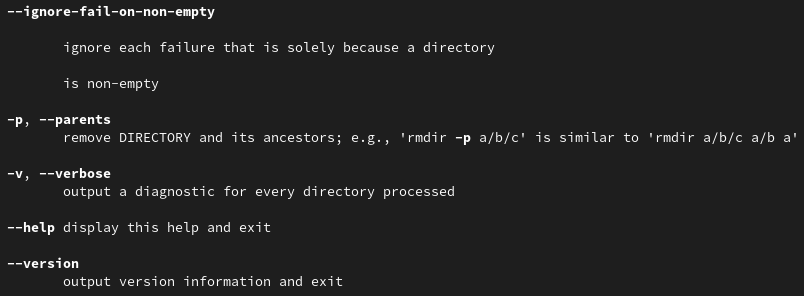 --ignore-fail-on-non-empty
ignore each failure that is solely because a directory
is non-empty
-p, --parents
remove DIRECTORY and its ancestors; e.g., 'rmdir -p a/b/c' is similar to 'rmdir a/b/c a/b a'
-v, --verbose
output a diagnostic for every directory processed
--help display this help and exit
--version
output version information and exit